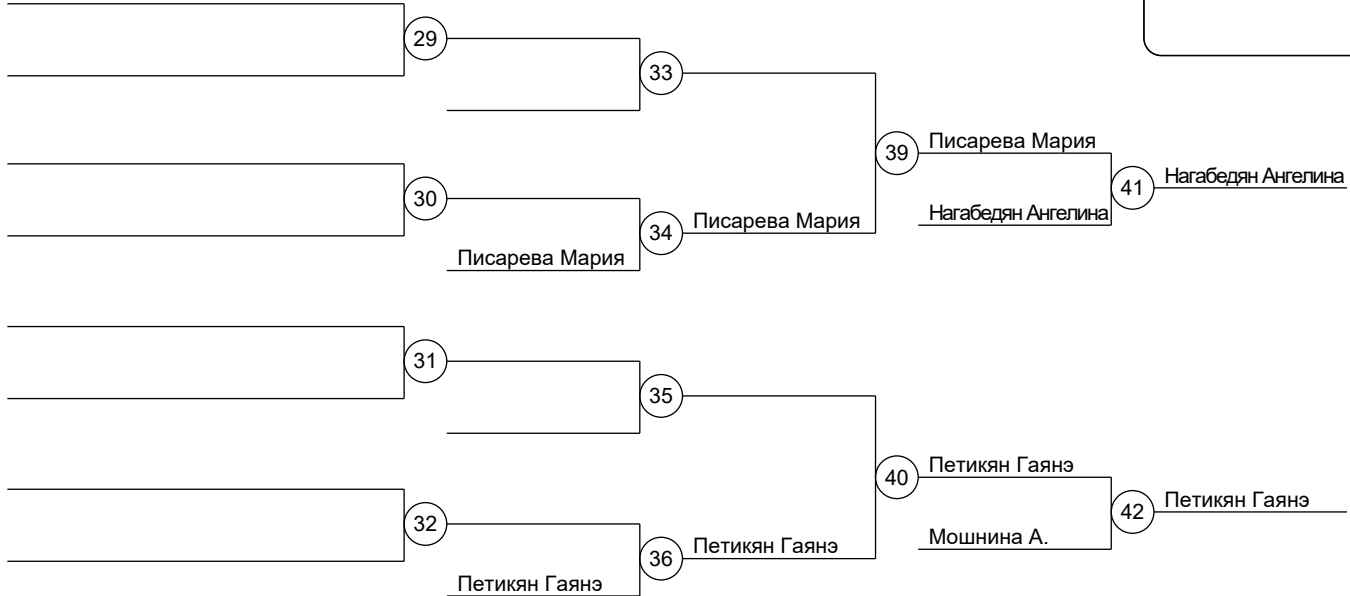 29
33
39
Писарева Мария
41
Нагабедян Ангелина
Нагабедян Ангелина
30
34
Писарева Мария
Писарева Мария
31
35
40
Петикян Гаянэ
42
Петикян Гаянэ
Мошнина А.
32
36
Петикян Гаянэ
Петикян Гаянэ